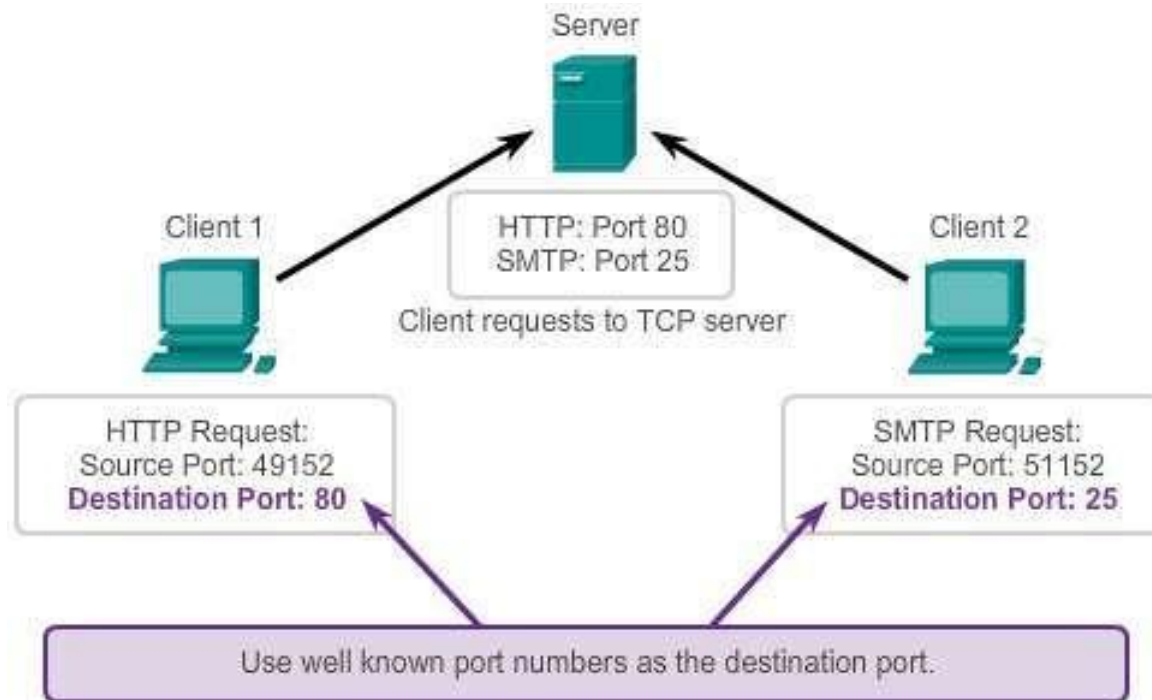 Server
HTTP: Port 80
SMTP: Port 25
Client requests to TCP server
Client 1
HTTP Request:
Source Port: 49152
Destination Port: 80
Client 2
SMTP Request:
Source Port: 51152
Destination Port: 25
Use well known port numbers as the destination port.